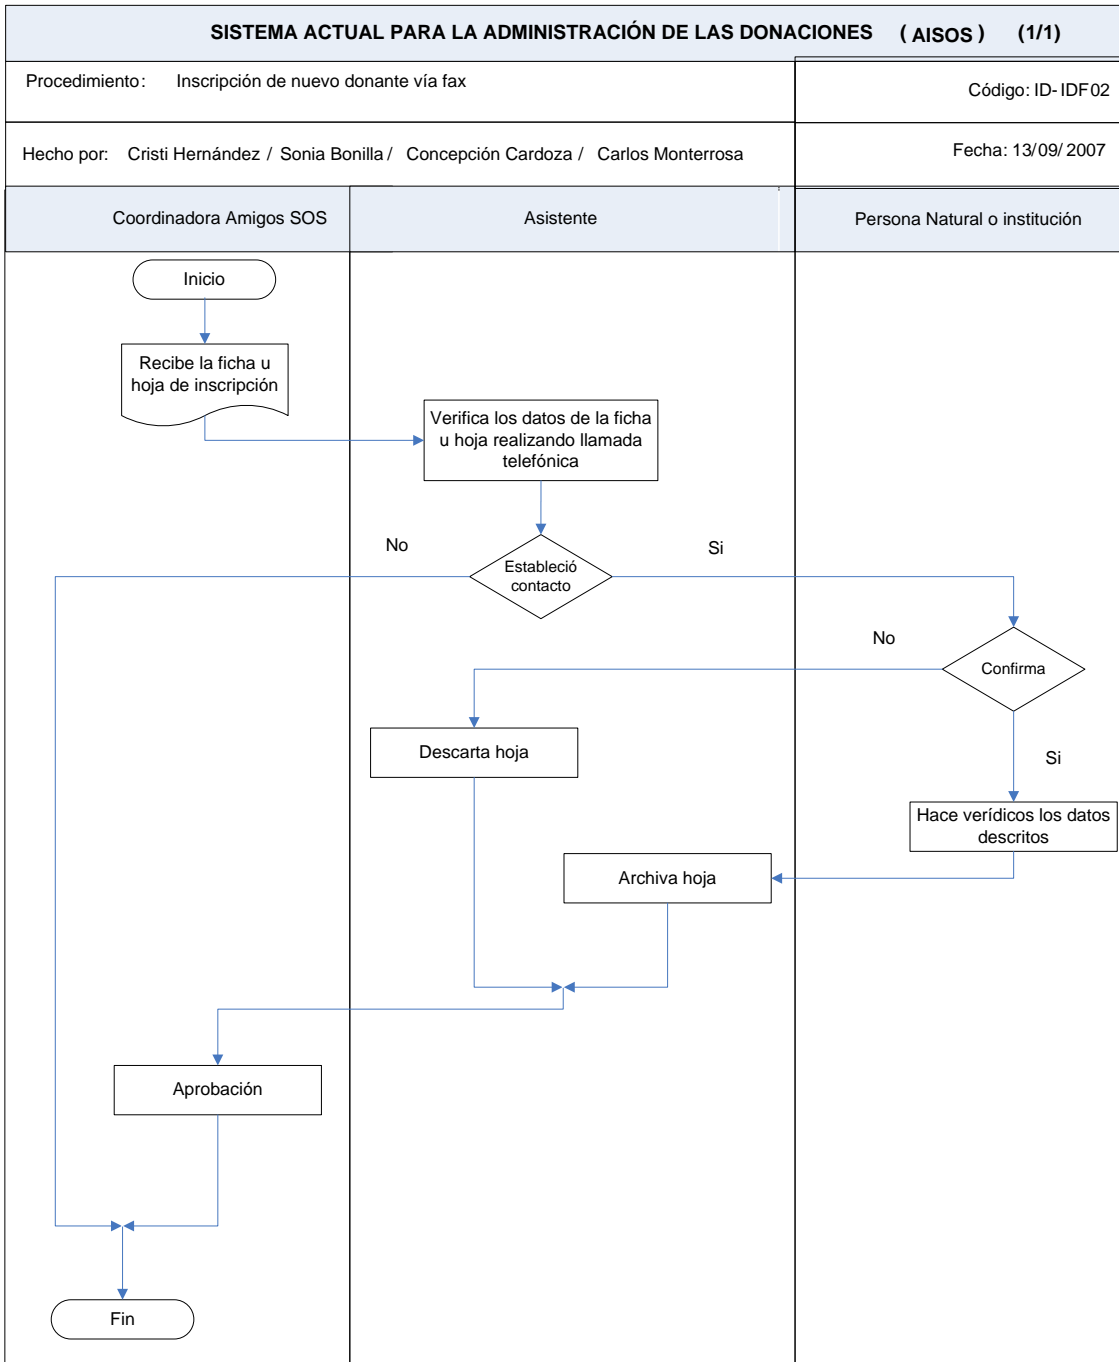 SISTEMA ACTUAL PARA LA ADMINISTRACIÓN DE LAS DONACIONES ( AISOS ) (1/1)
Procedimiento: Inscripción de nuevo donante vía fax
Código: ID-IDF02
Hecho por: Cristi Hernández / Sonia Bonilla / Concepción Cardoza / Carlos Monterrosa
Fecha: 13/09/2007
Coordinadora Amigos SOS
Asistente
Persona Natural o institución
Inicio
Recibe la ficha u
hoja de inscripción
Verifica los datos de la ficha
u hoja realizando llamada
telefónica
No
Si
Estableció
contacto
No
Confirma
Si
Descarta hoja
Hace verídicos los datos
descritos
Archiva hoja
Aprobación
Fin